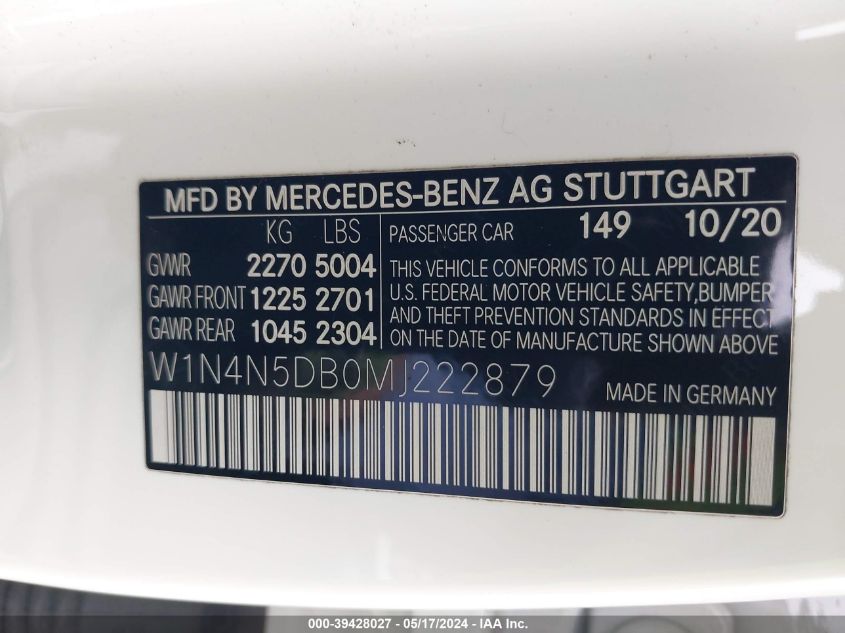 MFD BY MERCEDES-BENZ AG STUTTGART
KG LBS
GVWR 2270 5004
GAWR FRONT 1225 2701
GAWR REAR 1045 2304
PASSENGER CAR 149 10/20
THIS VEHICLE CONFORMS TO ALL APPLICABLE
U.S. FEDERAL MOTOR VEHICLE SAFETY,BUMPER
AND THEFT PREVENTION STANDARDS IN EFFECT
ON THE DATE OF MANUFACTURE SHOWN ABOVE
W1N4N5DB0MJ222879
MADE IN GERMANY
000-39428027 - 05/17/2024 - IAA Inc.